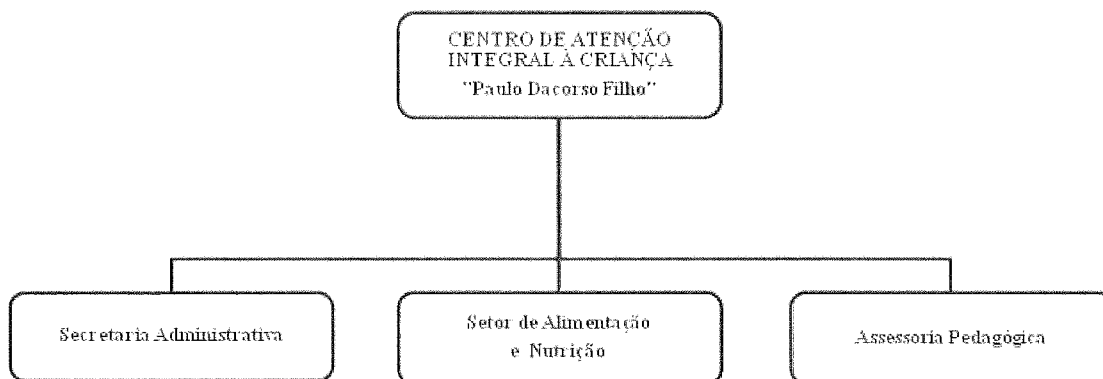 CENTRO DE ATENÇÃO
INTEGRAL À CRIANÇA
"Paulo Dacorso Filho"
Secretaria Administrativa
Setor de Alimentação
e Nutrição
Assessoria Pedagógica